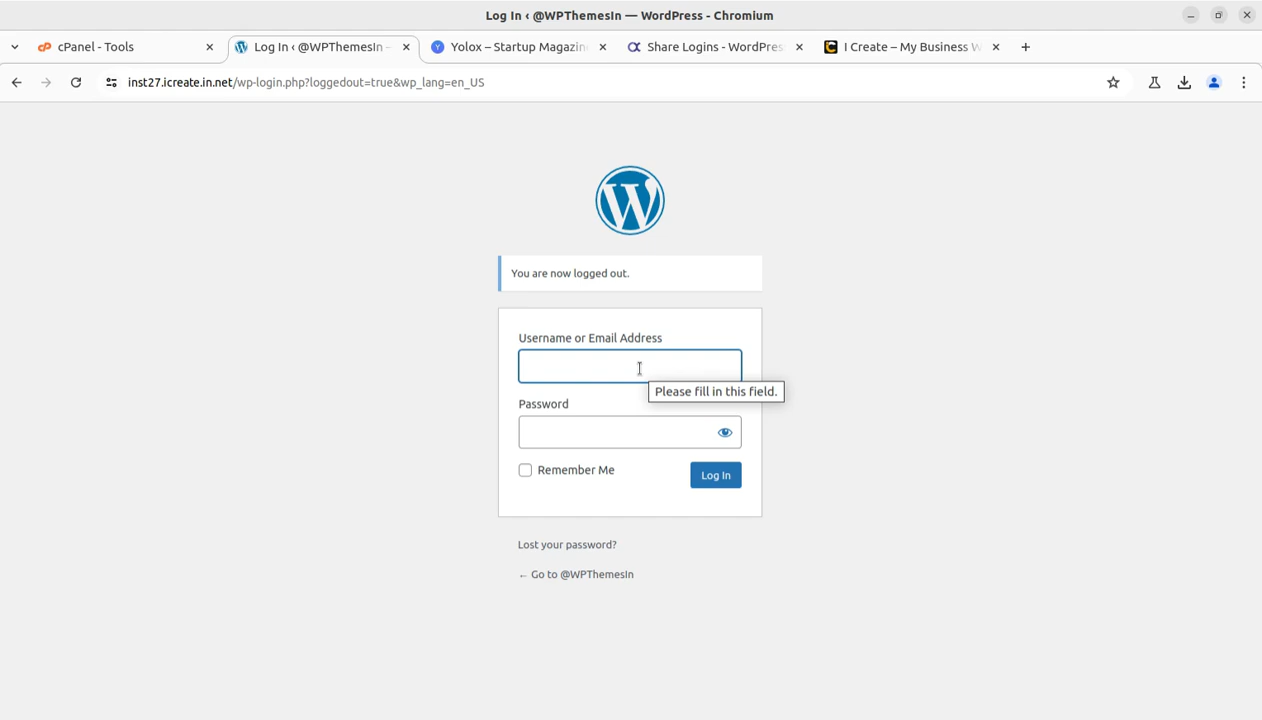 Log In ‹ @WPThemesIn — WordPress - Chromium
cPanel - Tools
Log In ‹ @WPThemesIn –
Yolox – Startup Magazin
Share Logins - WordPres
I Create – My Business W
inst27.icreate.in.net/wp-login.php?loggedout=true&wp_lang=en_US
You are now logged out.
Username or Email Address
Please fill in this field.
Password
Remember Me
Log In
Lost your password?
← Go to @WPThemesIn